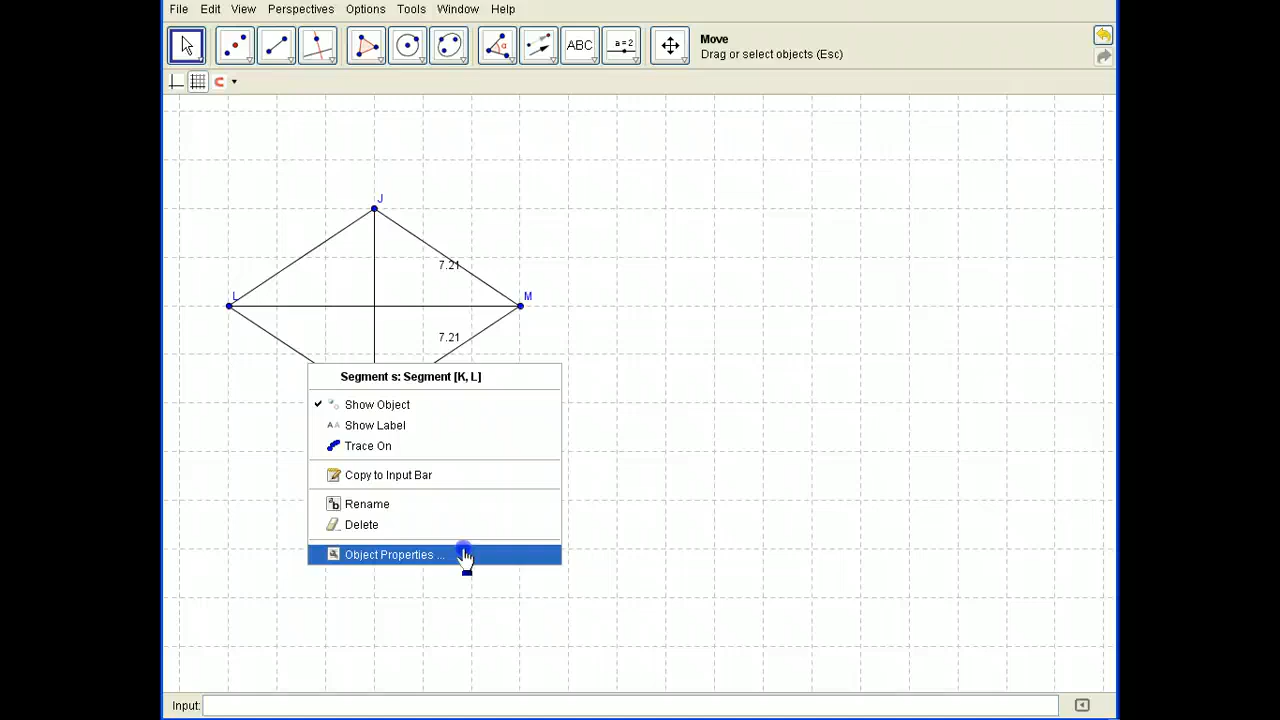 File Edit View Perspectives Options Tools Window Help
ABC
a=2
Move
Drag or select objects (Esc)
J
7.21
L
M
7.21
Segment s: Segment [K, L]
Show Object
AA Show Label
Trace On
Copy to Input Bar
Rename
Delete
Object Properties ...
Input: